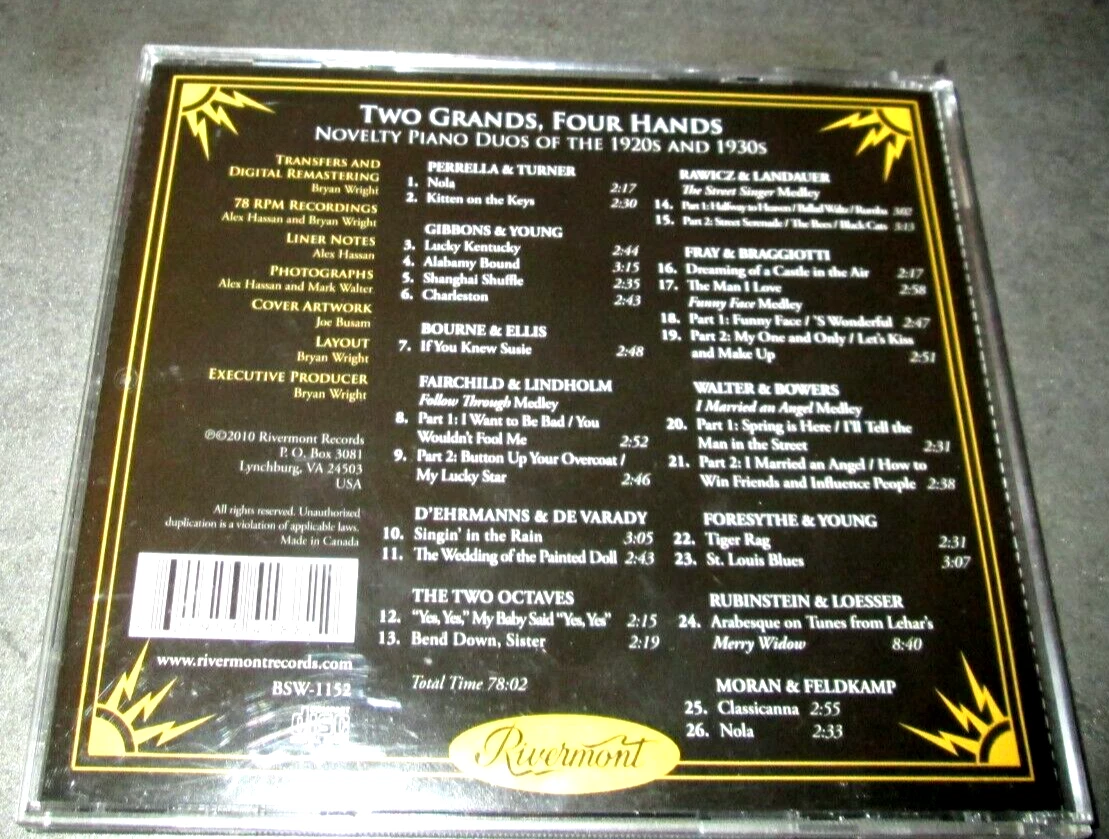 TWO GRANDS, FOUR HANDS
NOVELTY PIANO DUOS OF THE 1920S AND 1930S
TRANSFERS AND
DIGITAL REMASTERING
Bryan Wright
78 RPM RECORDINGS
Alex Hassan and Bryan Wright
LINER NOTES
Alex Hassan
PHOTOGRAPHS
Alex Hassan and Mark Walter
COVER ARTWORK
Joe Busam
LAYOUT
Bryan Wright
EXECUTIVE PRODUCER
Bryan Wright
℗©2010 Rivermont Records
P. O. Box 3081
Lynchburg, VA 24503
USA
All rights reserved. Unauthorized
duplication is a violation of applicable laws.
Made in Canada
www.rivermontrecords.com
BSW-1152
PERRELLA & TURNER
1. Nola 2:17
2. Kitten on the Keys 2:30
GIBBONS & YOUNG
3. Lucky Kentucky 2:44
4. Alabamy Bound 3:15
5. Shanghai Shuffle 2:35
6. Charleston 2:43
BOURNE & ELLIS
7. If You Knew Susie 2:48
FAIRCHILD & LINDHOLM
Follow Through Medley
8. Part 1: I Want to Be Bad / You
Wouldn't Fool Me 2:52
9. Part 2: Button Up Your Overcoat /
My Lucky Star 2:46
D'EHRMANNS & DE VARADY
10. Singin' in the Rain 3:05
11. The Wedding of the Painted Doll 2:43
THE TWO OCTAVES
12. "Yes, Yes," My Baby Said "Yes, Yes" 2:15
13. Bend Down, Sister 2:19
Total Time 78:02
RAWICZ & LANDAUER
The Street Singer Medley
14. Part 1: Halfway to Heaven / Ballad Waltz / Rumba 3:02
15. Part 2: Street Serenade / The Bees / Black Cats 3:13
FRAY & BRAGGIOTTI
16. Dreaming of a Castle in the Air 2:17
17. The Man I Love 2:58
Funny Face Medley
18. Part 1: Funny Face / 'S Wonderful 2:47
19. Part 2: My One and Only / Let's Kiss
and Make Up 2:51
WALTER & BOWERS
I Married an Angel Medley
20. Part 1: Spring is Here / I'll Tell the
Man in the Street 2:31
21. Part 2: I Married an Angel / How to
Win Friends and Influence People 2:38
FORESYTHE & YOUNG
22. Tiger Rag 2:31
23. St. Louis Blues 3:07
RUBINSTEIN & LOESSER
24. Arabesque on Tunes from Lehar's
Merry Widow 8:40
MORAN & FELDKAMP
25. Classicanna 2:55
26. Nola 2:33
Rivermont